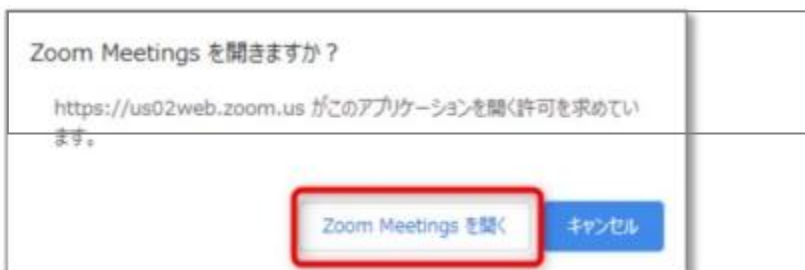 Zoom Meetings を開きますか？
https://us02web.zoom.us がこのアプリケーションを開く許可を求めてい
ます。
Zoom Meetings を開く
キャンセル